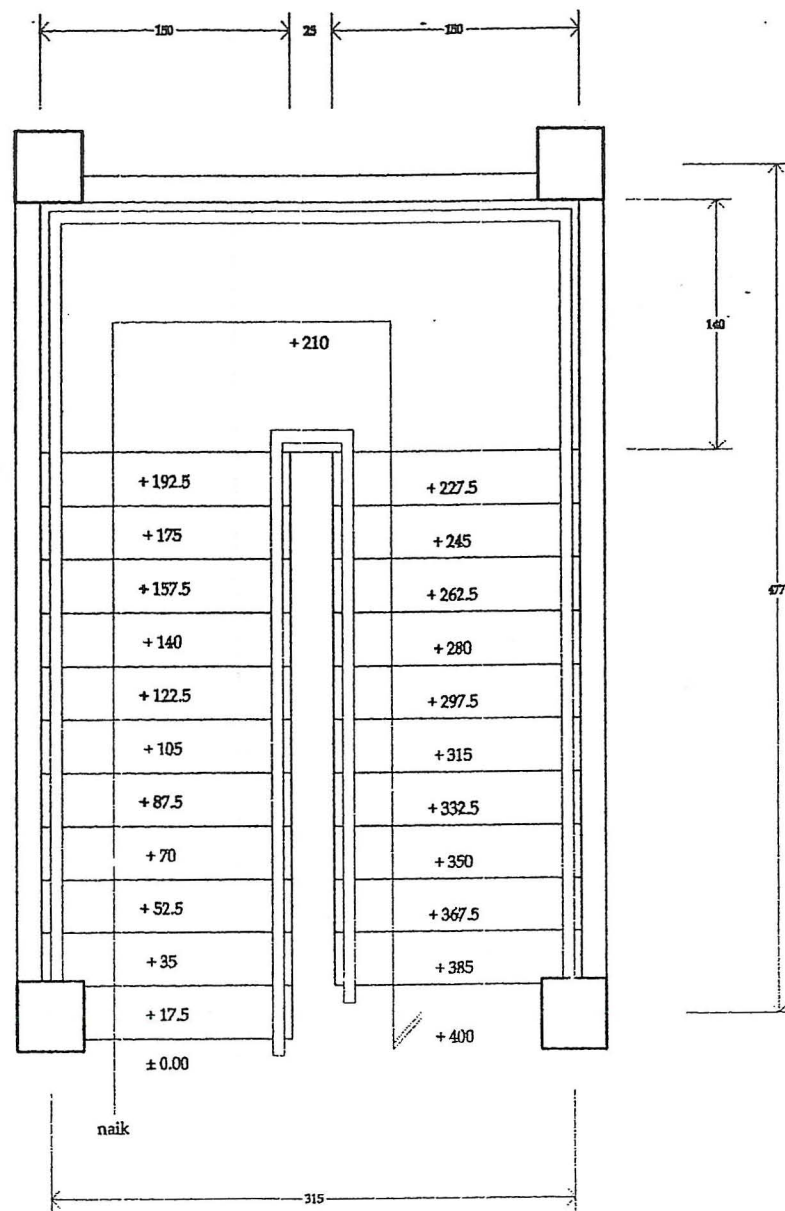 150 25 150
+ 210
140
+ 192.5 + 227.5
+ 175 + 245
+ 157.5 + 262.5
477
+ 140 + 280
+ 122.5 + 297.5
+ 105 + 315
+ 87.5 + 332.5
+ 70 + 350
+ 52.5 + 367.5
+ 35 + 385
+ 17.5
+ 400
± 0.00
naik
315